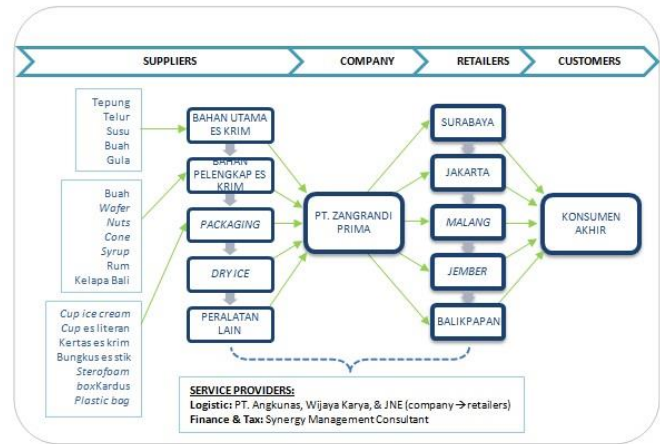 SUPPLIERS
COMPANY
RETAILERS
CUSTOMERS
Tepung
Telur
Susu
Buah
Gula
Buah
Wafer
Nuts
Cone
Syrup
Rum
Kelapa Bali
Cup ice cream
Cup es literan
Kertas es krim
Bungkus es stik
Sterofoam
boxKardus
Plastic bag
BAHAN UTAMA
ES KRIM
BAHAN
PELENGKAP ES
KRIM
PACKAGING
DRY ICE
PERALATAN
LAIN
PT. ZANGRANDI
PRIMA
SURABAYA
JAKARTA
MALANG
JEMBER
BALIKPAPAN
KONSUMEN
AKHIR
SERVICE PROVIDERS:
Logistic: PT. Angkunas, Wijaya Karya, & JNE (company → retailers)
Finance & Tax: Synergy Management Consultant